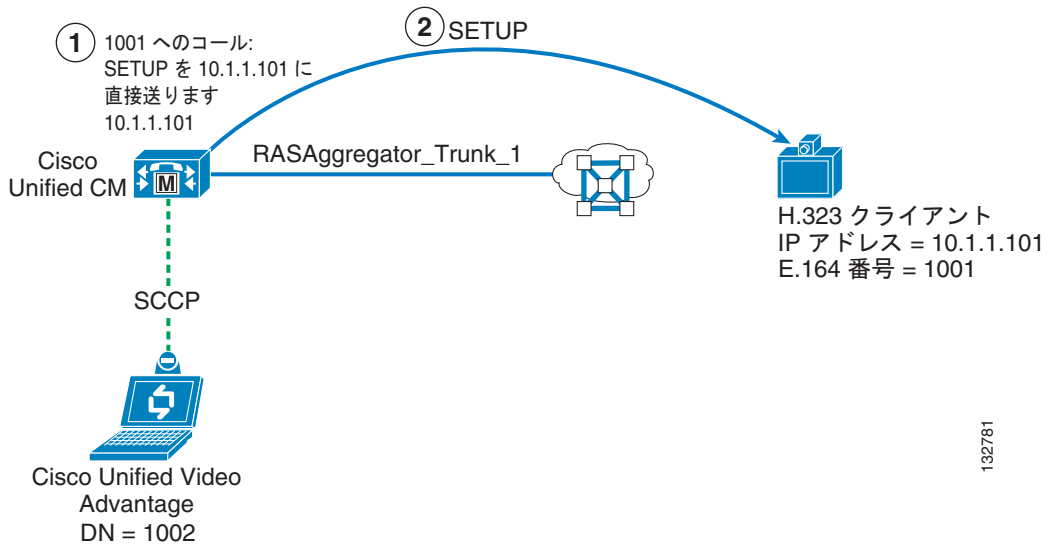 1
1001 へのコール:
SETUP を 10.1.1.101 に
直接送ります
10.1.1.101
2
SETUP
Cisco
Unified CM
M
RASAggregator_Trunk_1
H.323 クライアント
IP アドレス = 10.1.1.101
E.164 番号 = 1001
SCCP
Cisco Unified Video
Advantage
DN = 1002
132781